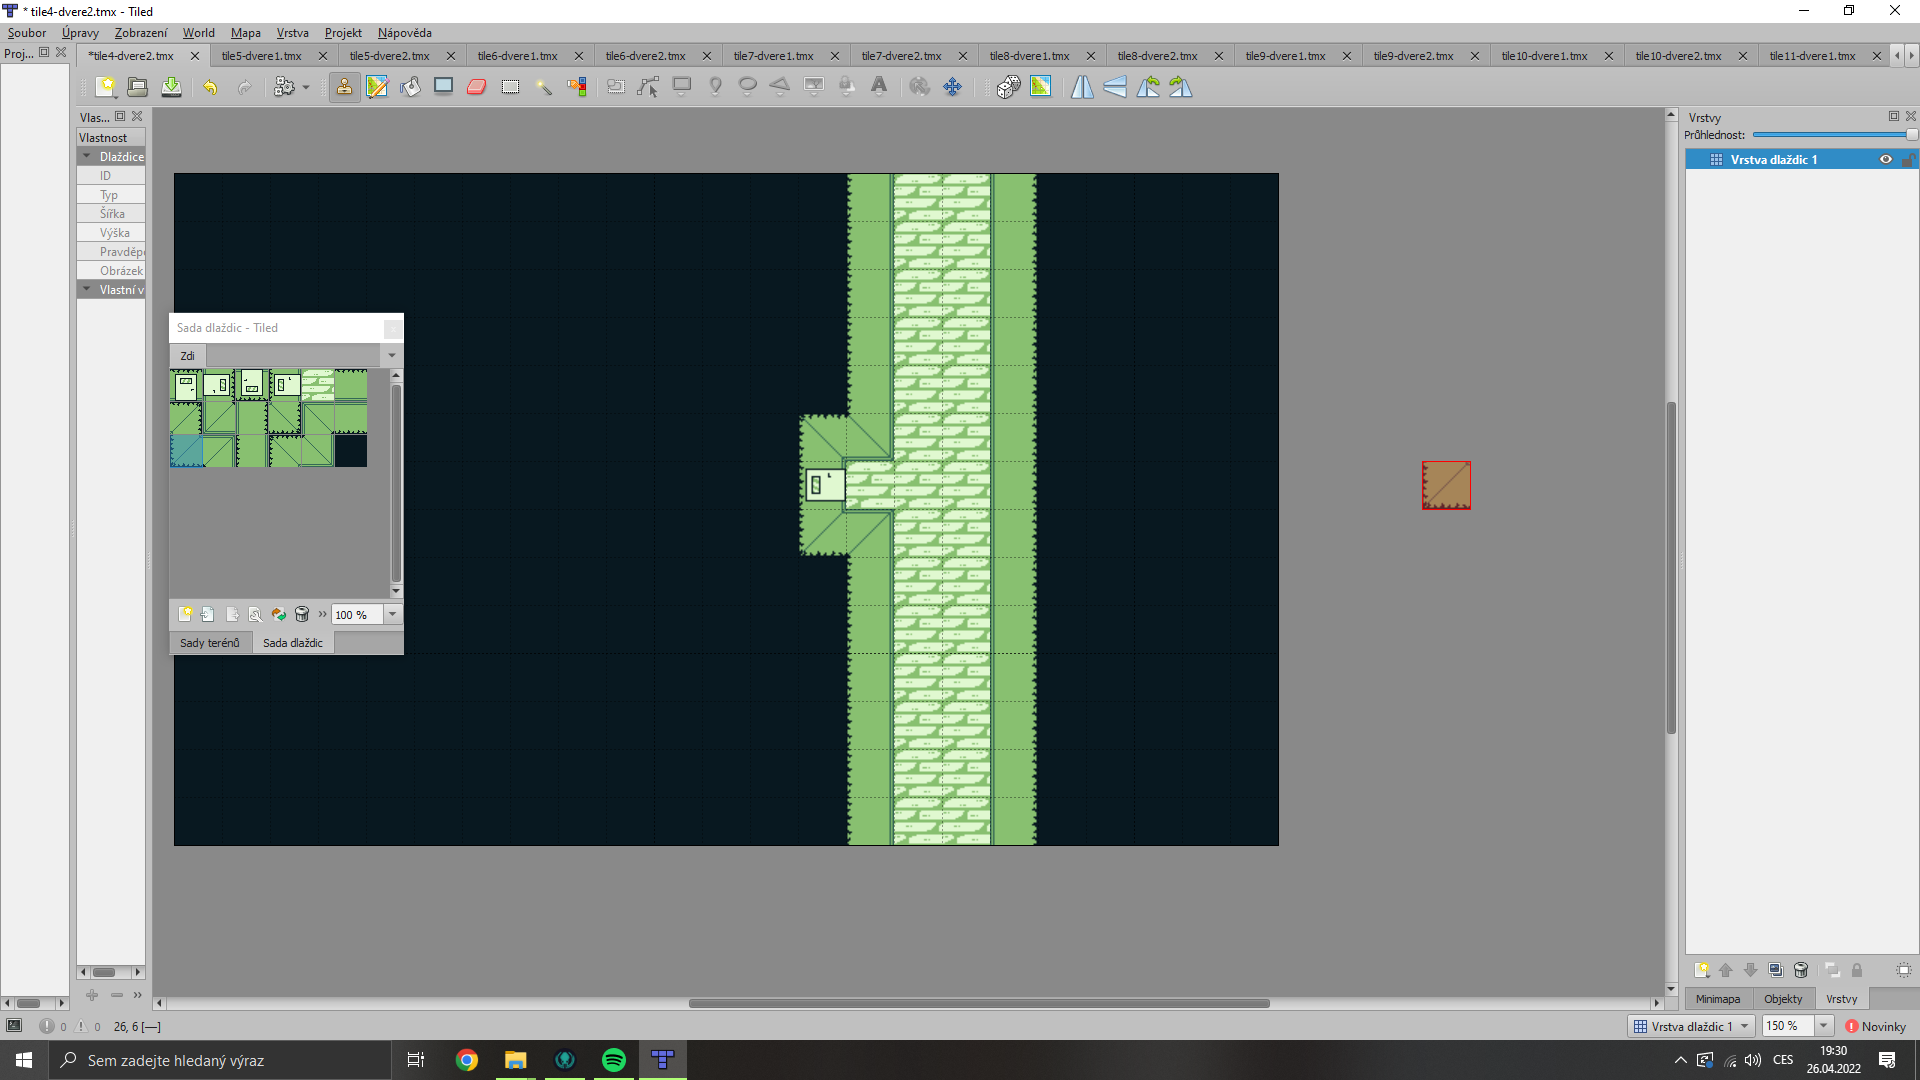 * tile4-dvere2.tmx - Tiled
Soubor Úpravy Zobrazení World Mapa Vrstva Projekt Nápověda
Proj...
*tile4-dvere2.tmx tile5-dvere1.tmx tile5-dvere2.tmx tile6-dvere1.tmx tile6-dvere2.tmx tile7-dvere1.tmx tile7-dvere2.tmx tile8-dvere1.tmx tile8-dvere2.tmx tile9-dvere1.tmx tile9-dvere2.tmx tile10-dvere1.tmx tile10-dvere2.tmx tile11-dvere1.tmx
Vlas...
Vlastnost
Dlaždice
ID
Typ
Šířka
Výška
Pravděp
Obrázek
Vlastní v
Sada dlaždic - Tiled
Zdi
100 %
Sady terénů Sada dlaždic
Vrstvy
Průhlednost:
Vrstva dlaždic 1
Minimapa Objekty Vrstvy
0 0 26, 6 [—]
Vrstva dlaždic 1 150 % Novinky
Sem zadejte hledaný výraz
CES
19:30
26.04.2022